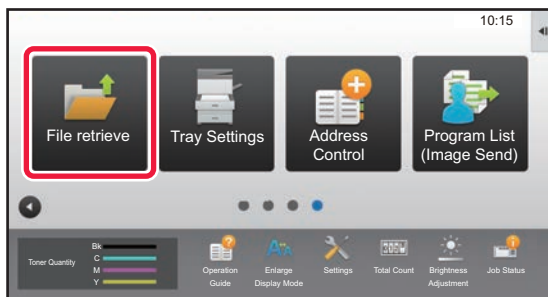 10:15
File retrieve
Tray Settings
Address
Control
Program List
(Image Send)
Toner Quantity
Bk
C
M
Y
Operation
Guide
Enlarge
Display Mode
Settings
Total Count
Brightness
Adjustment
Job Status